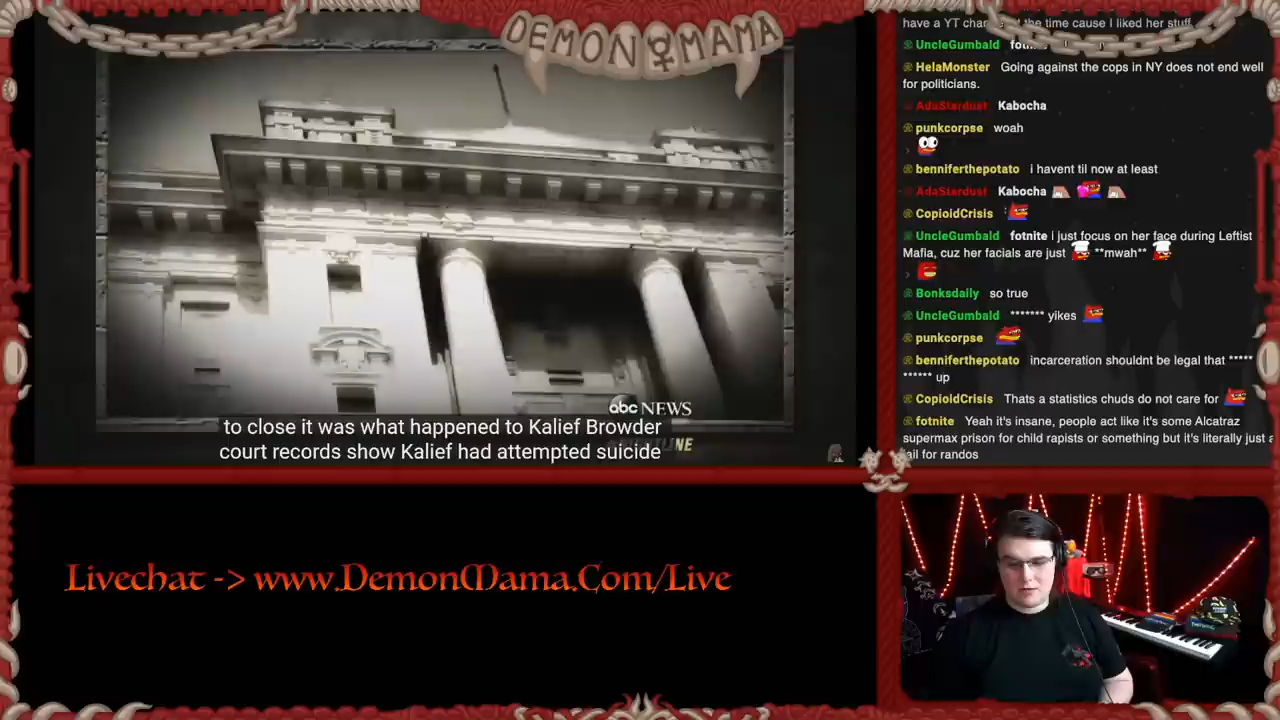 DEMON MAMA
abc NEWS
to close it was what happened to Kalief Browder
court records show Kalief had attempted suicide
Livechat -> www.DemonMama.Com/Live
the time cause I liked her stuff
UncleGumbald
HelaMonster Going against the cops in NY does not end well
for politicians.
AdaStardust Kabocha
punkcorpse woah
benniferthepotato i havent til now at least
AdaStardust Kabocha
CopioidCrisis
UncleGumbald fotnite i just focus on her face during Leftist
Mafia, cuz her facials are just **mwah**
Bonksdaily so true
UncleGumbald ******* yikes
punkcorpse
benniferthepotato incarceration shouldnt be legal that *****
****** up
CopioidCrisis Thats a statistics chuds do not care for
fotnite Yeah it's insane, people act like it's some Alcatraz
supermax prison for child rapists or something but it's literally just a
jail for randos